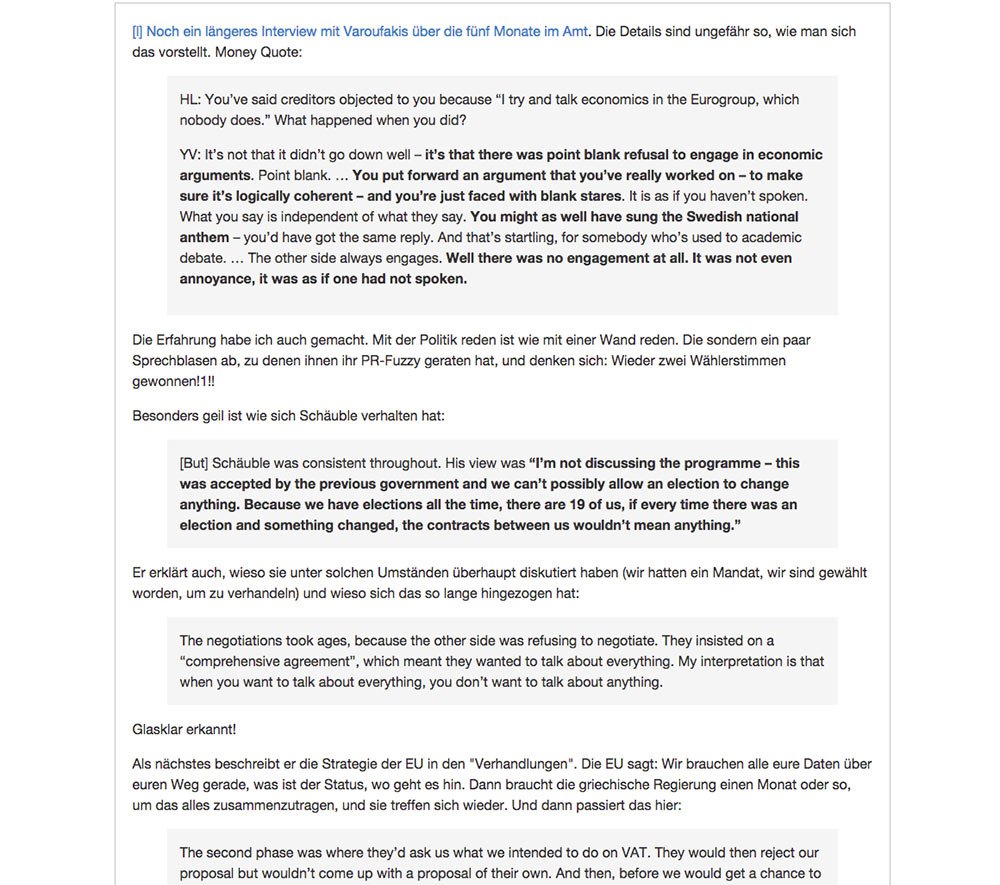 [l] Noch ein längeres Interview mit Varoufakis über die fünf Monate im Amt. Die Details sind ungefähr so, wie man sich
das vorstellt. Money Quote:
HL: You’ve said creditors objected to you because “I try and talk economics in the Eurogroup, which
nobody does.” What happened when you did?
YV: It’s not that it didn’t go down well – it’s that there was point blank refusal to engage in economic
arguments. Point blank. … You put forward an argument that you’ve really worked on – to make
sure it’s logically coherent – and you’re just faced with blank stares. It is as if you haven’t spoken.
What you say is independent of what they say. You might as well have sung the Swedish national
anthem – you’d have got the same reply. And that’s startling, for somebody who’s used to academic
debate. … The other side always engages. Well there was no engagement at all. It was not even
annoyance, it was as if one had not spoken.
Die Erfahrung habe ich auch gemacht. Mit der Politik reden ist wie mit einer Wand reden. Die sondern ein paar
Sprechblasen ab, zu denen ihnen ihr PR-Fuzzy geraten hat, und denken sich: Wieder zwei Wählerstimmen
gewonnen!1!!
Besonders geil ist wie sich Schäuble verhalten hat:
[But] Schäuble was consistent throughout. His view was “I’m not discussing the programme – this
was accepted by the previous government and we can’t possibly allow an election to change
anything. Because we have elections all the time, there are 19 of us, if every time there was an
election and something changed, the contracts between us wouldn’t mean anything.”
Er erklärt auch, wieso sie unter solchen Umständen überhaupt diskutiert haben (wir hatten ein Mandat, wir sind gewählt
worden, um zu verhandeln) und wieso sich das so lange hingezogen hat:
The negotiations took ages, because the other side was refusing to negotiate. They insisted on a
“comprehensive agreement”, which meant they wanted to talk about everything. My interpretation is that
when you want to talk about everything, you don’t want to talk about anything.
Glasklar erkannt!
Als nächstes beschreibt er die Strategie der EU in den "Verhandlungen". Die EU sagt: Wir brauchen alle eure Daten über
euren Weg gerade, was ist der Status, wo geht es hin. Dann braucht die griechische Regierung einen Monat oder so,
um das alles zusammenzutragen, und sie treffen sich wieder. Und dann passiert das hier:
The second phase was where they’d ask us what we intended to do on VAT. They would then reject our
proposal but wouldn’t come up with a proposal of their own. And then, before we would get a chance to